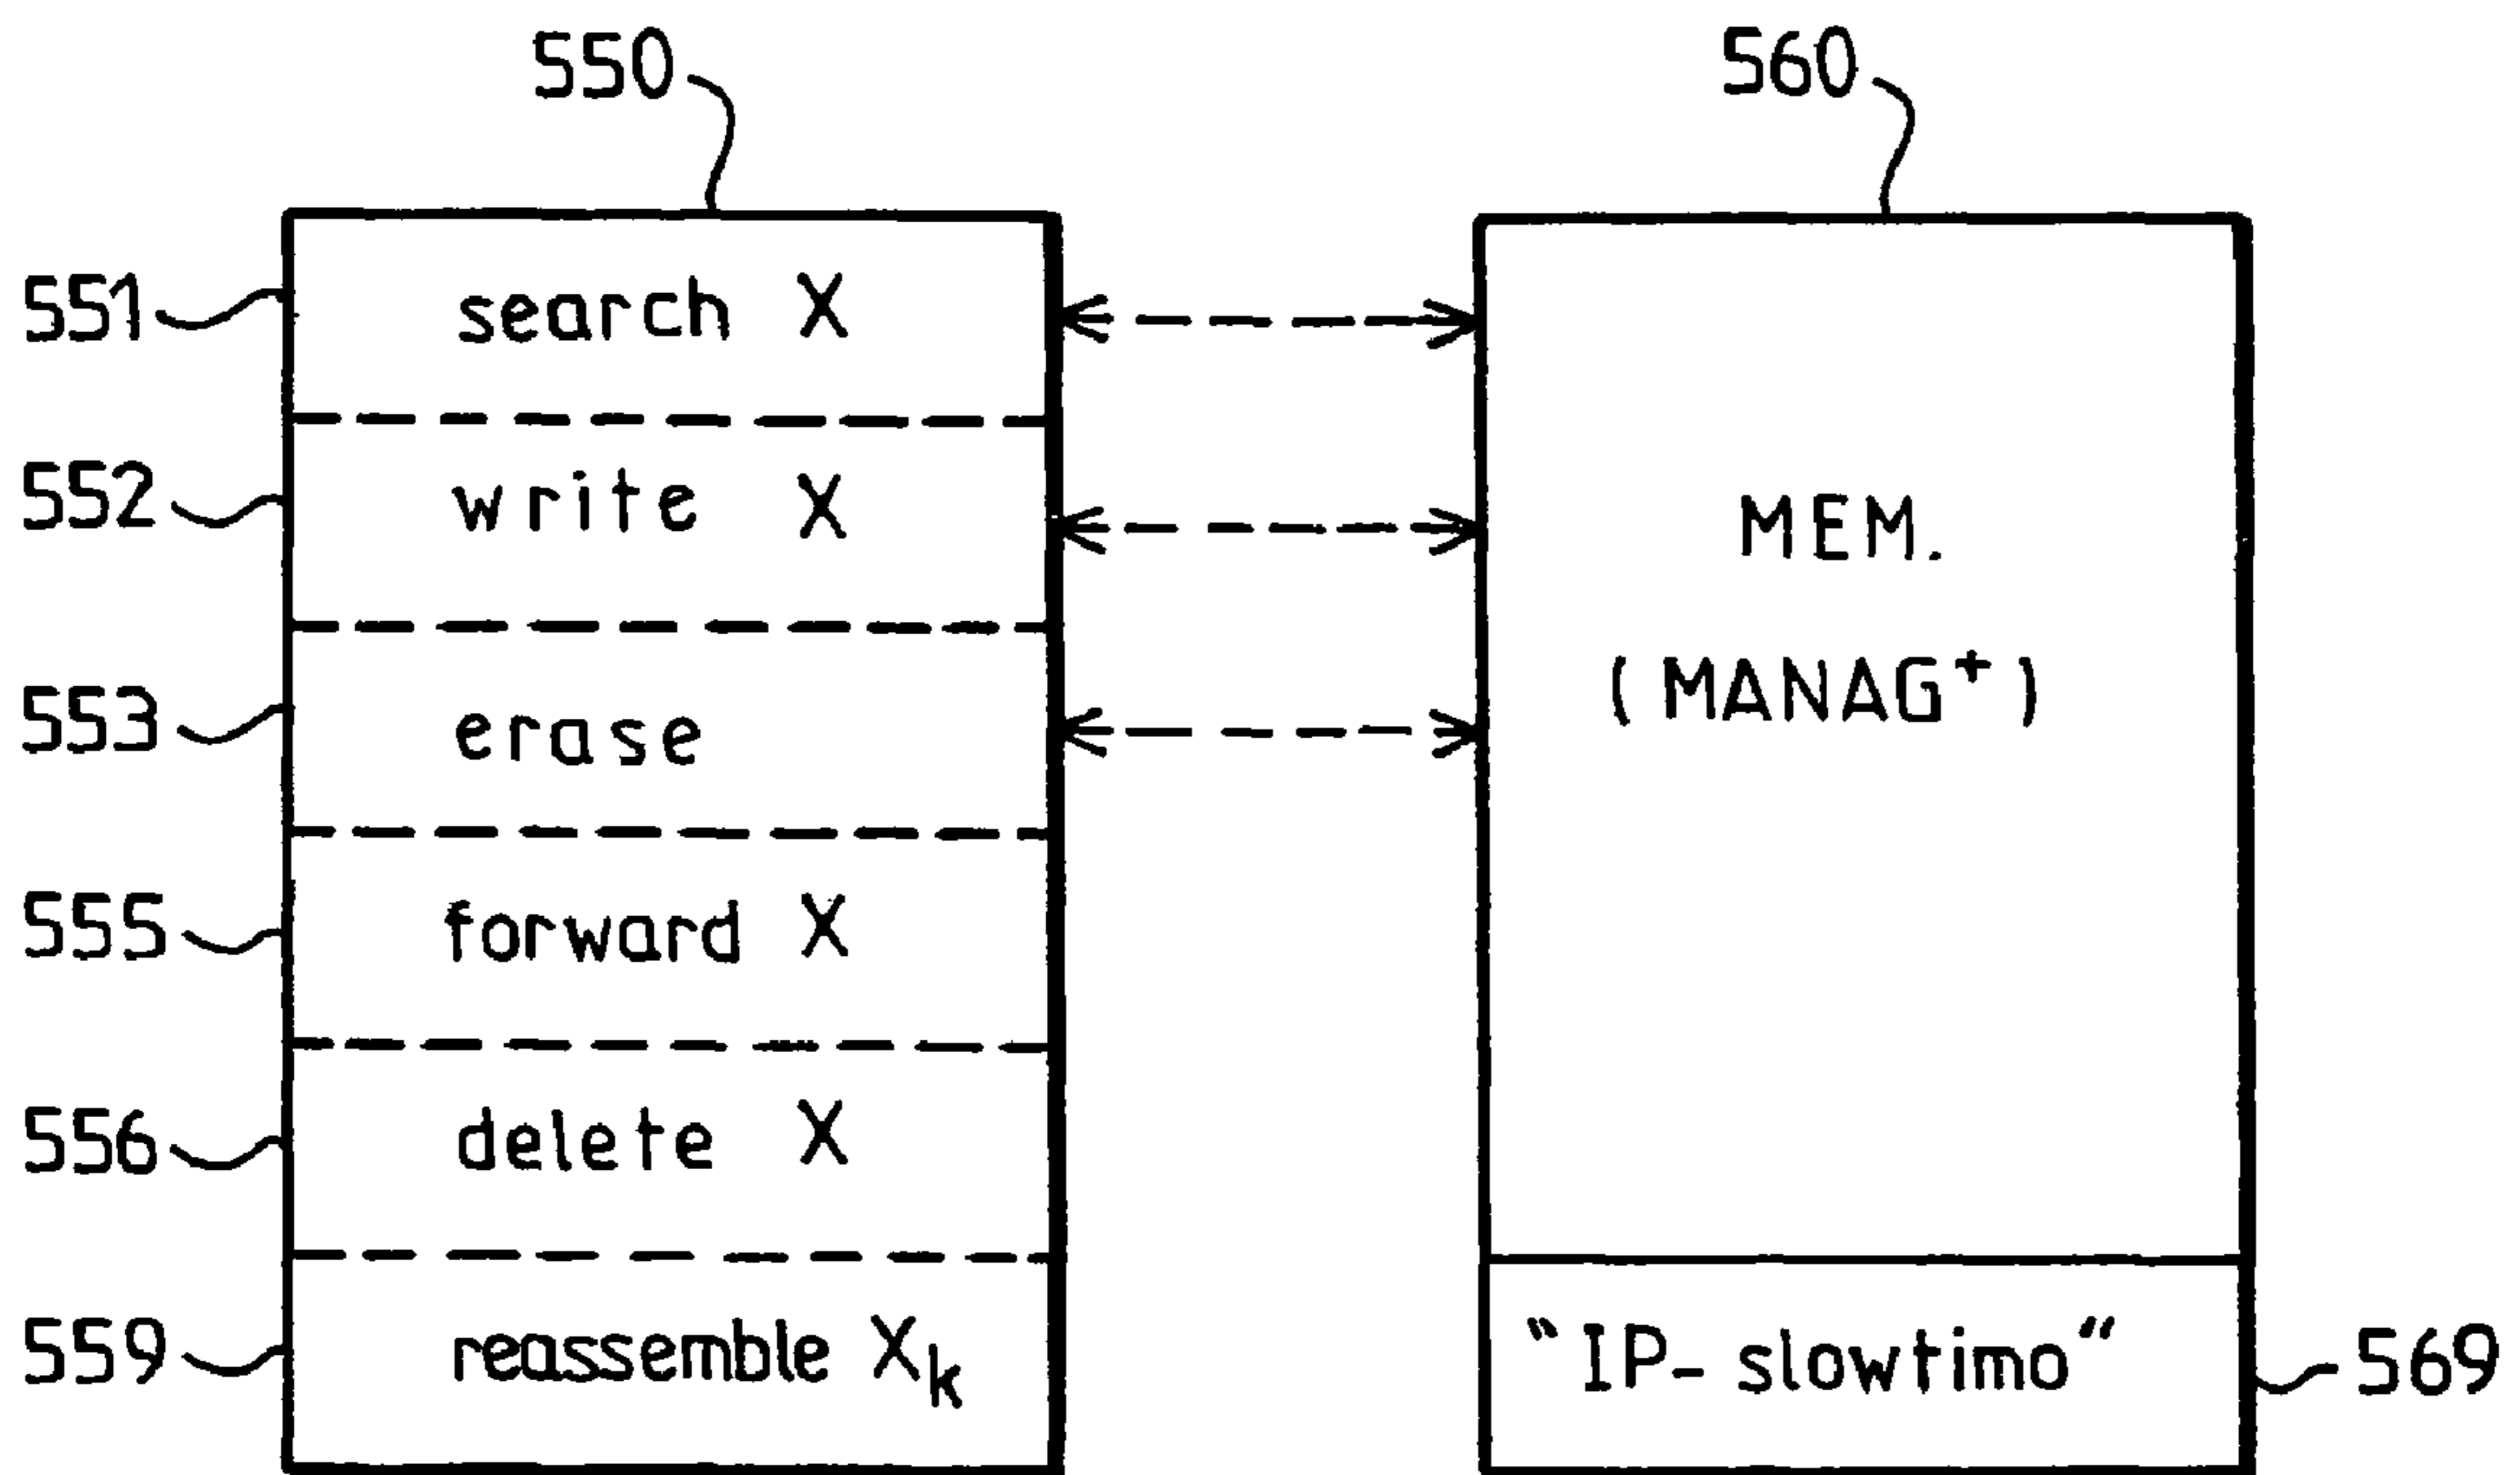 550
560
551
search X
552
write X
MEM.
553
erase
(MANAG⁺)
555
forward X
556
delete X
559
reassemble Xk
"IP- slowtimo"
569